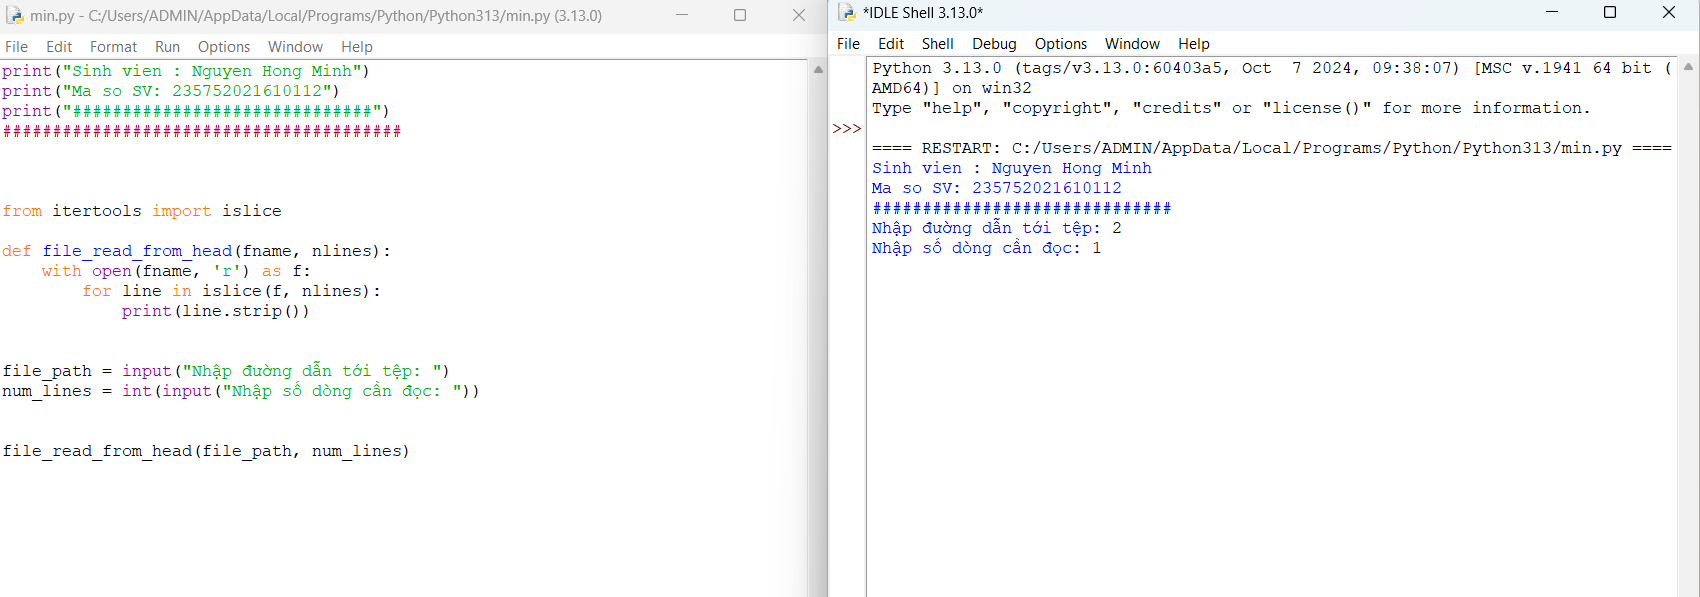 min.py - C:/Users/ADMIN/AppData/Local/Programs/Python/Python313/min.py (3.13.0)
File Edit Format Run Options Window Help
print("Sinh vien : Nguyen Hong Minh")
print("Ma so SV: 235752021610112")
print("##############################")
########################################
from itertools import islice
def file_read_from_head(fname, nlines):
    with open(fname, 'r') as f:
        for line in islice(f, nlines):
            print(line.strip())
file_path = input("Nhập đường dẫn tới tệp: ")
num_lines = int(input("Nhập số dòng cần đọc: "))
file_read_from_head(file_path, num_lines)
*IDLE Shell 3.13.0*
File Edit Shell Debug Options Window Help
Python 3.13.0 (tags/v3.13.0:60403a5, Oct  7 2024, 09:38:07) [MSC v.1941 64 bit (
AMD64)] on win32
Type "help", "copyright", "credits" or "license()" for more information.
>>>
==== RESTART: C:/Users/ADMIN/AppData/Local/Programs/Python/Python313/min.py ====
Sinh vien : Nguyen Hong Minh
Ma so SV: 235752021610112
##############################
Nhập đường dẫn tới tệp: 2
Nhập số dòng cần đọc: 1